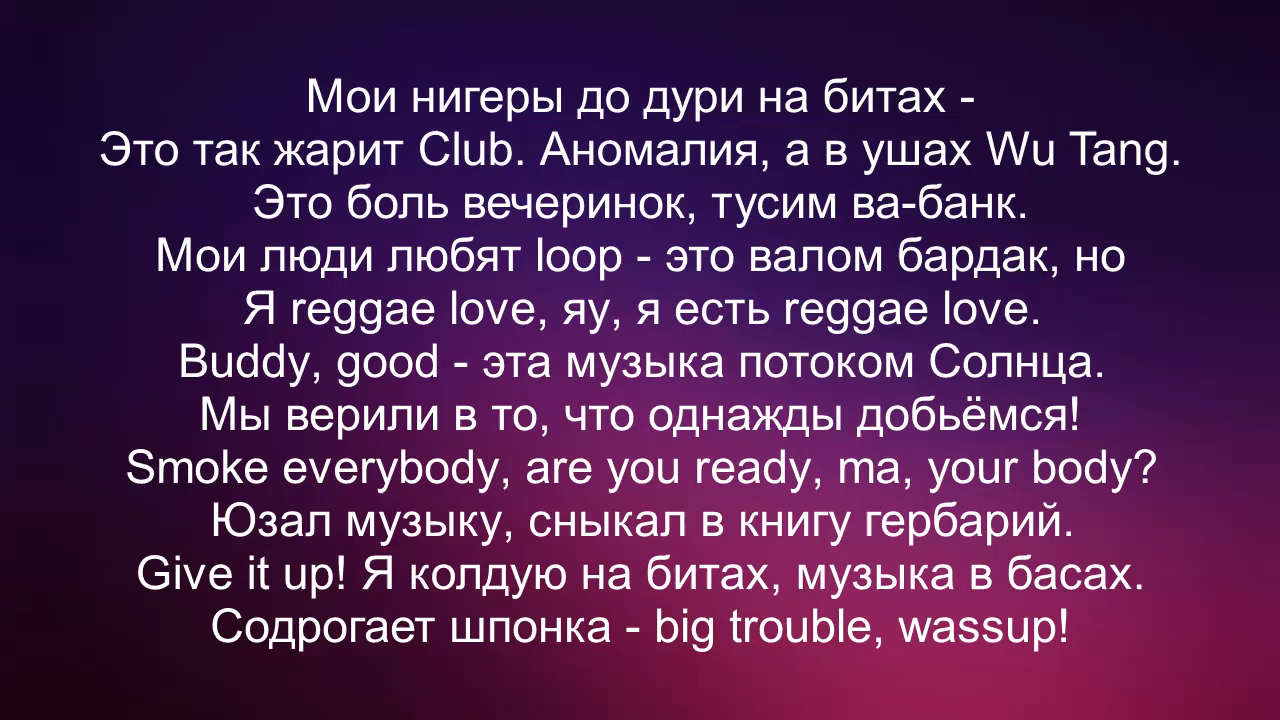 Мои нигеры до дури на битах -
Это так жарит Club. Аномалия, а в ушах Wu Tang.
Это боль вечеринок, тусим ва-банк.
Мои люди любят loop - это валом бардак, но
Я reggae love, яу, я есть reggae love.
Buddy, good - эта музыка потоком Солнца.
Мы верили в то, что однажды добьёмся!
Smoke everybody, are you ready, ma, your body?
Юзал музыку, сныкал в книгу гербарий.
Give it up! Я колдую на битах, музыка в басах.
Содрогает шпонка - big trouble, wassup!